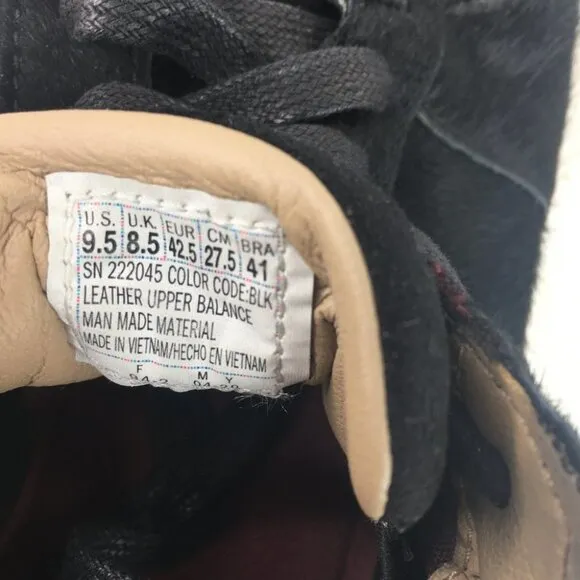 U.S. U.K. EUR CM BRA
9.5 8.5 42.5 27.5 41
SN 222045 COLOR CODE:BLK
LEATHER UPPER BALANCE
MAN MADE MATERIAL
MADE IN VIETNAM/HECHO EN VIETNAM
F M Y